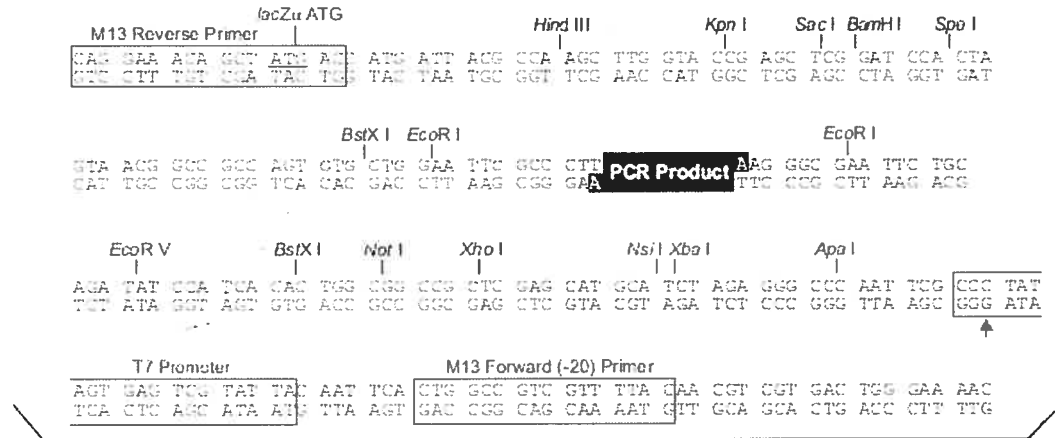 lacZα ATG
M13 Reverse Primer Hind III Kpn I Sac I BamH I Spe I
CAG GAA ACA GCT ATG ACC ATG ATT ACG CCA AGC TTG GTA CCG AGC TCG GAT CCA CTA
GTC CTT TGT CGA TAC TGG TAC TAA TGC GGT TCG AAC CAT GGC TCG AGC CTA GGT GAT
BstX I EcoR I EcoR I
GTA ACG GCC GCC AGT GTG CTG GAA TTC GCC CTT PCR Product AAG GGC GAA TTC TGC
CAT TGC CGG CGG TCA CAC GAC CTT AAG CGG GAA TTC CCG CTT AAG ACG
EcoR V BstX I Not I Xho I Nsi I Xba I Apa I
AGA TAT CCA TCA CAC TGG CGG CCG CTC GAG CAT GCA TCT AGA GGG CCC AAT TCG CCC TAT
TCT ATA GGT AGT GTG ACC GCC GGC GAG CTC GTA CGT AGA TCT CCC GGG TTA AGC GGG ATA
T7 Promoter M13 Forward (-20) Primer
AGT GAG TCG TAT TAC AAT TCA CTG GCC GTC GTT TTA CAA CGT CGT GAC TGG GAA AAC
TCA CTC AGC ATA ATG TTA AGT GAC CGG CAG CAA AAT GTT GCA GCA CTG ACC CTT TTG